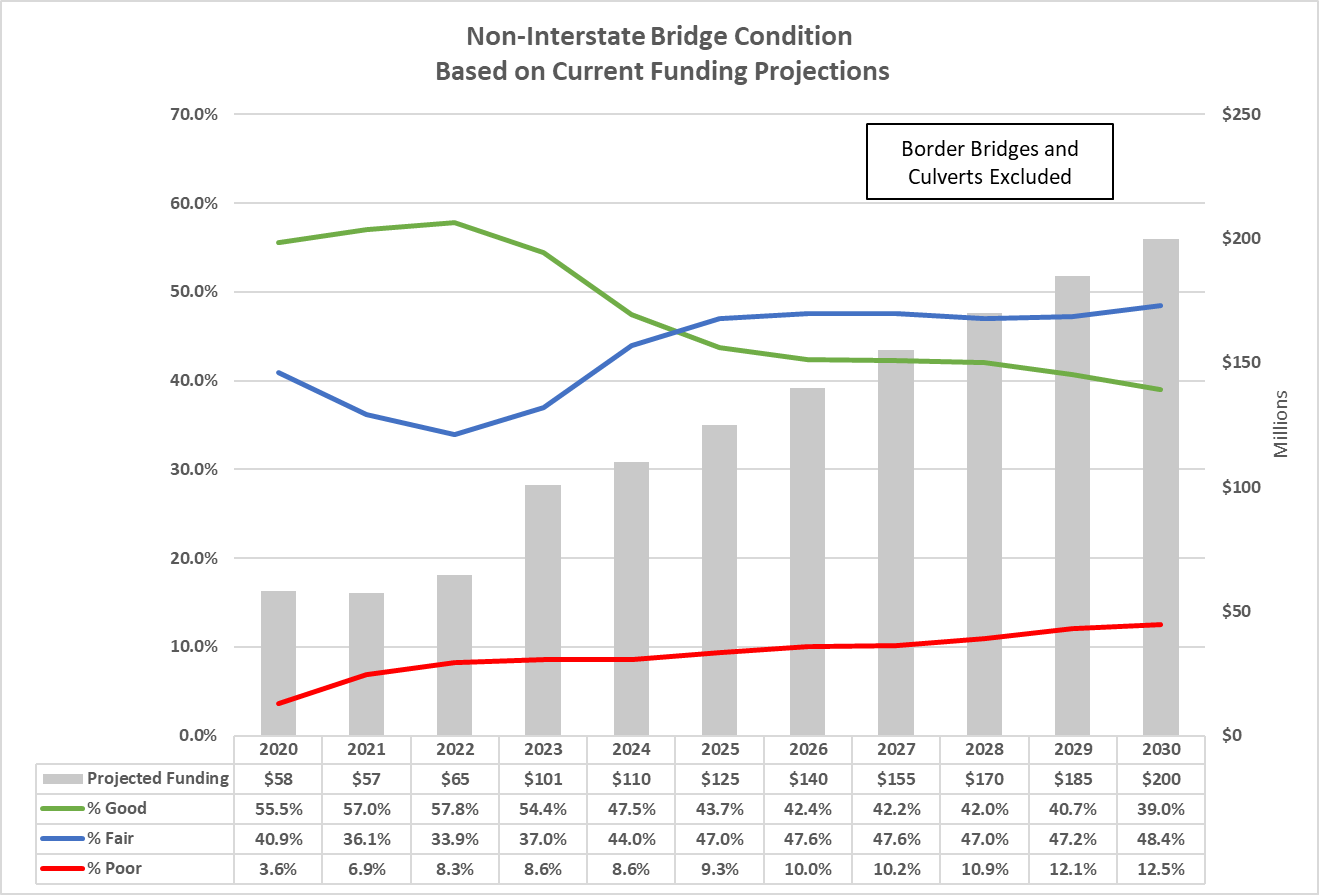 Non-Interstate Bridge Condition
Based on Current Funding Projections
70.0%
60.0%
50.0%
40.0%
30.0%
20.0%
10.0%
0.0%
Border Bridges and
Culverts Excluded
$250
$200
$150
$100
$50
$0
Millions
2020 2021 2022 2023 2024 2025 2026 2027 2028 2029 2030
Projected Funding $58 $57 $65 $101 $110 $125 $140 $155 $170 $185 $200
% Good 55.5% 57.0% 57.8% 54.4% 47.5% 43.7% 42.4% 42.2% 42.0% 40.7% 39.0%
% Fair 40.9% 36.1% 33.9% 37.0% 44.0% 47.0% 47.6% 47.6% 47.0% 47.2% 48.4%
% Poor 3.6% 6.9% 8.3% 8.6% 8.6% 9.3% 10.0% 10.2% 10.9% 12.1% 12.5%